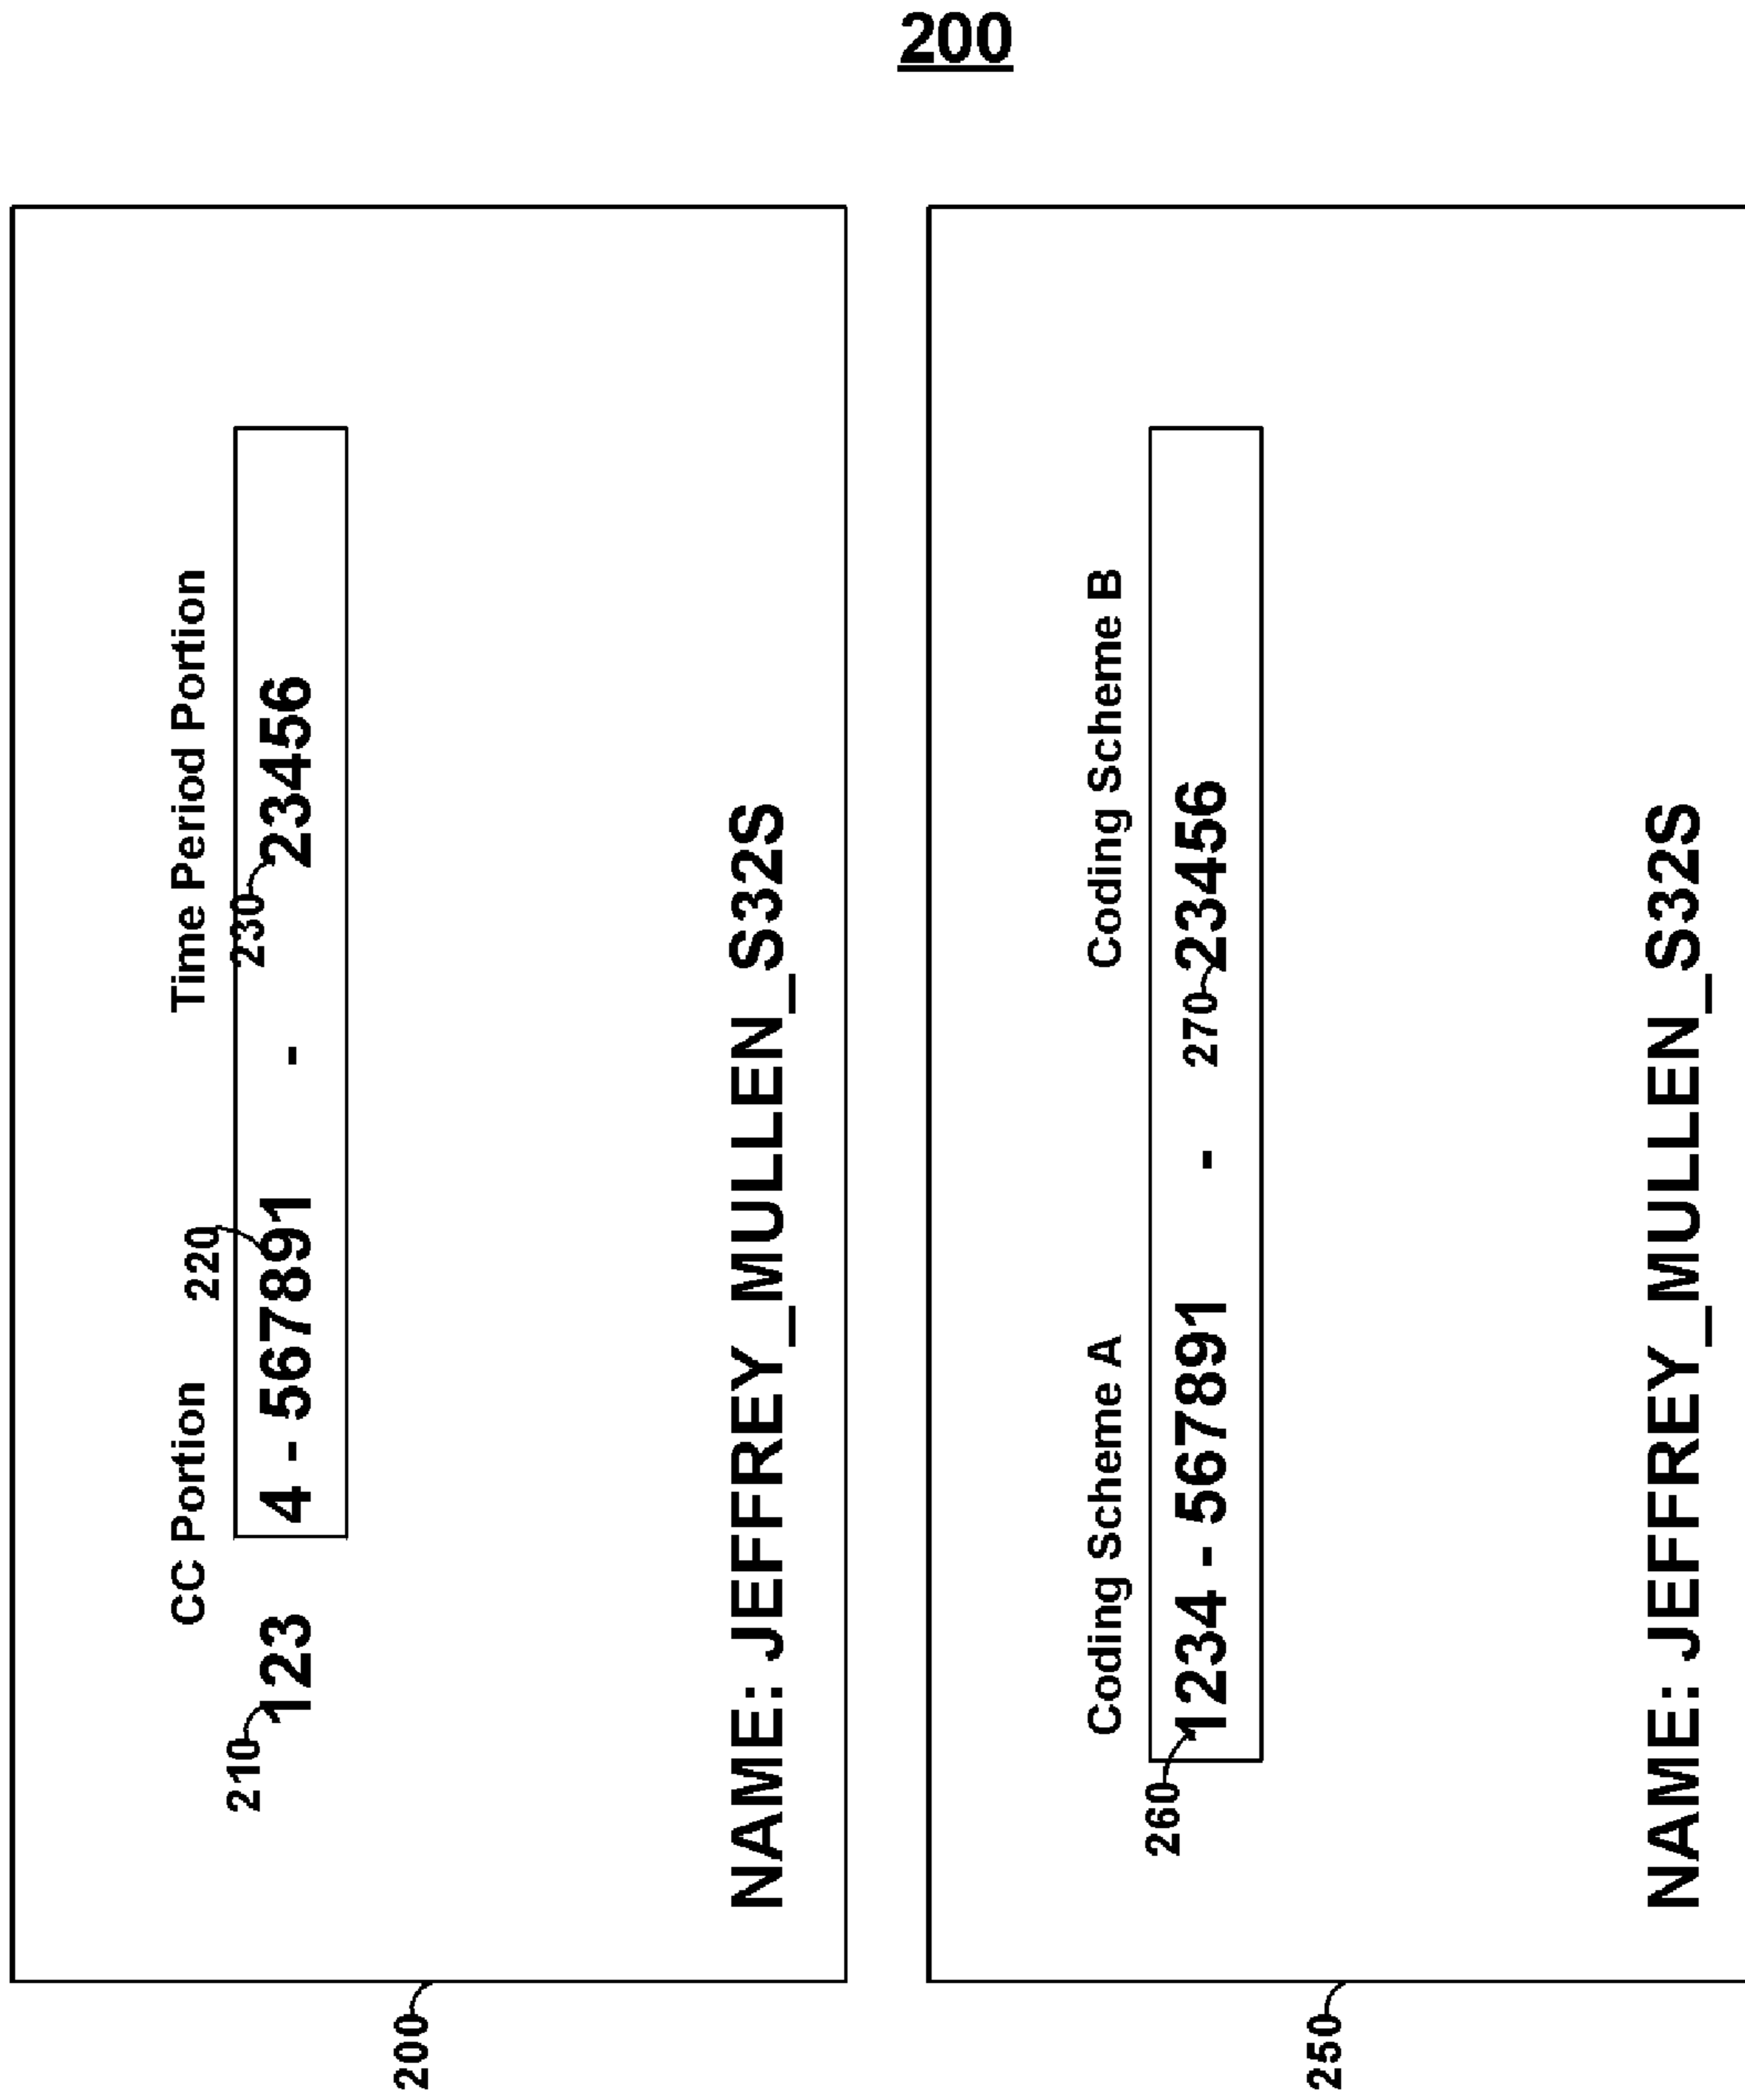 200
CC Portion Time Period Portion
220
210 123 4 - 567891 - 230 23456
NAME: JEFFREY_MULLEN_S32S
200
Coding Scheme A Coding Scheme B
260 1234 - 567891 - 270 23456
NAME: JEFFREY_MULLEN_S32S
250